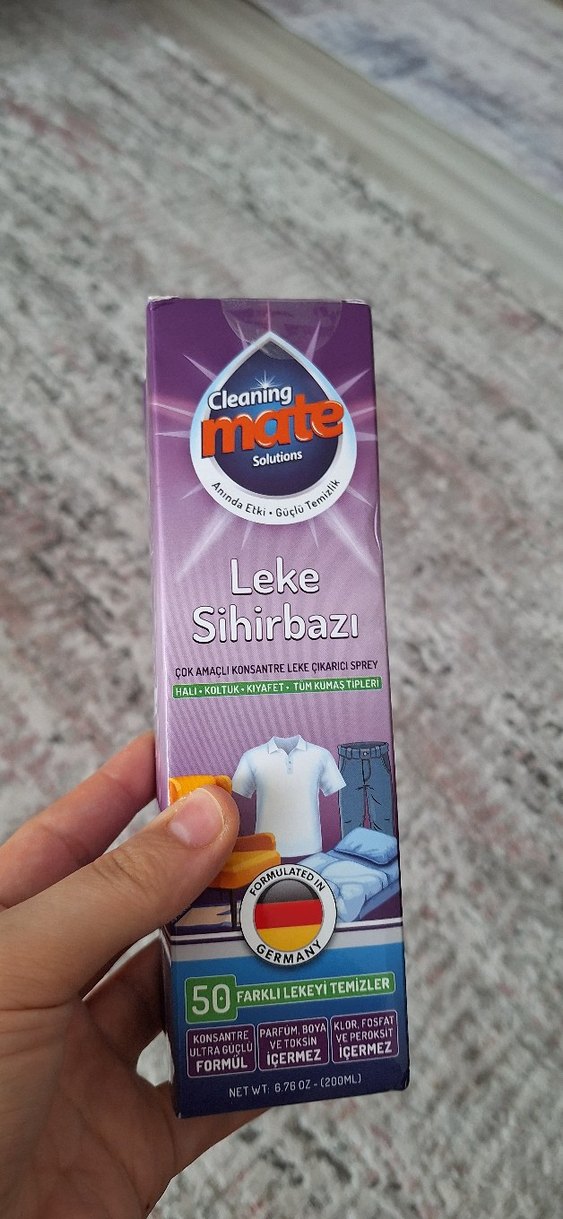 Cleaning
mate
Solutions
Anında Etki • Güçlü Temizlik
Leke
Sihirbazı
ÇOK AMAÇLI KONSANTRE LEKE ÇIKARICI SPREY
HALI • KOLTUK • KIYAFET • TÜM KUMAŞ TİPLERİ
FORMULATED IN
GERMANY
50 FARKLI LEKEYİ TEMİZLER
KONSANTRE
ULTRA GÜÇLÜ
FORMÜL
PARFÜM, BOYA
VE TOKSİN
İÇERMEZ
KLOR, FOSFAT
VE PEROKSİT
İÇERMEZ
NET WT: 6.76 OZ - (200ML)